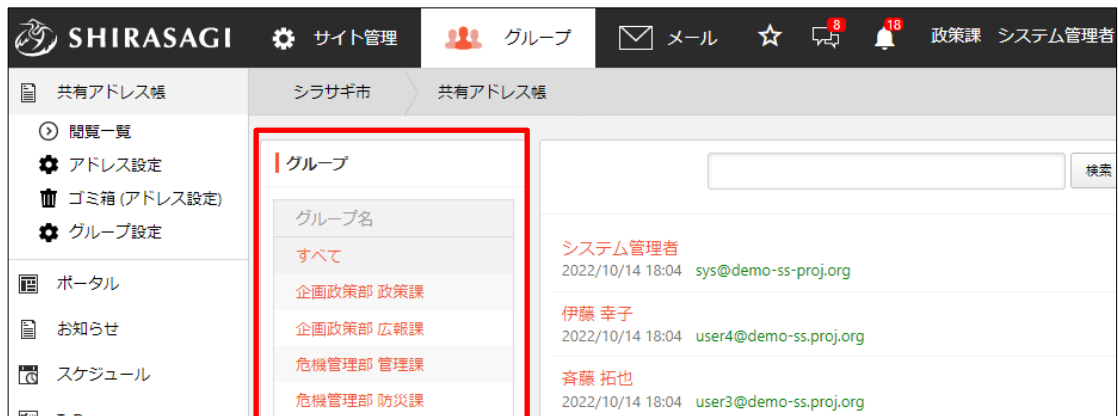 SHIRASAGI
サイト管理
グループ
メール
8
18
政策課 システム管理者
共有アドレス帳
閲覧一覧
アドレス設定
ゴミ箱 (アドレス設定)
グループ設定
ポータル
お知らせ
スケジュール
シラサギ市
共有アドレス帳
グループ
グループ名
すべて
企画政策部 政策課
企画政策部 広報課
危機管理部 管理課
危機管理部 防災課
検索
システム管理者
2022/10/14 18:04 sys@demo-ss-proj.org
伊藤 幸子
2022/10/14 18:04 user4@demo-ss.proj.org
斉藤 拓也
2022/10/14 18:04 user3@demo-ss.proj.org